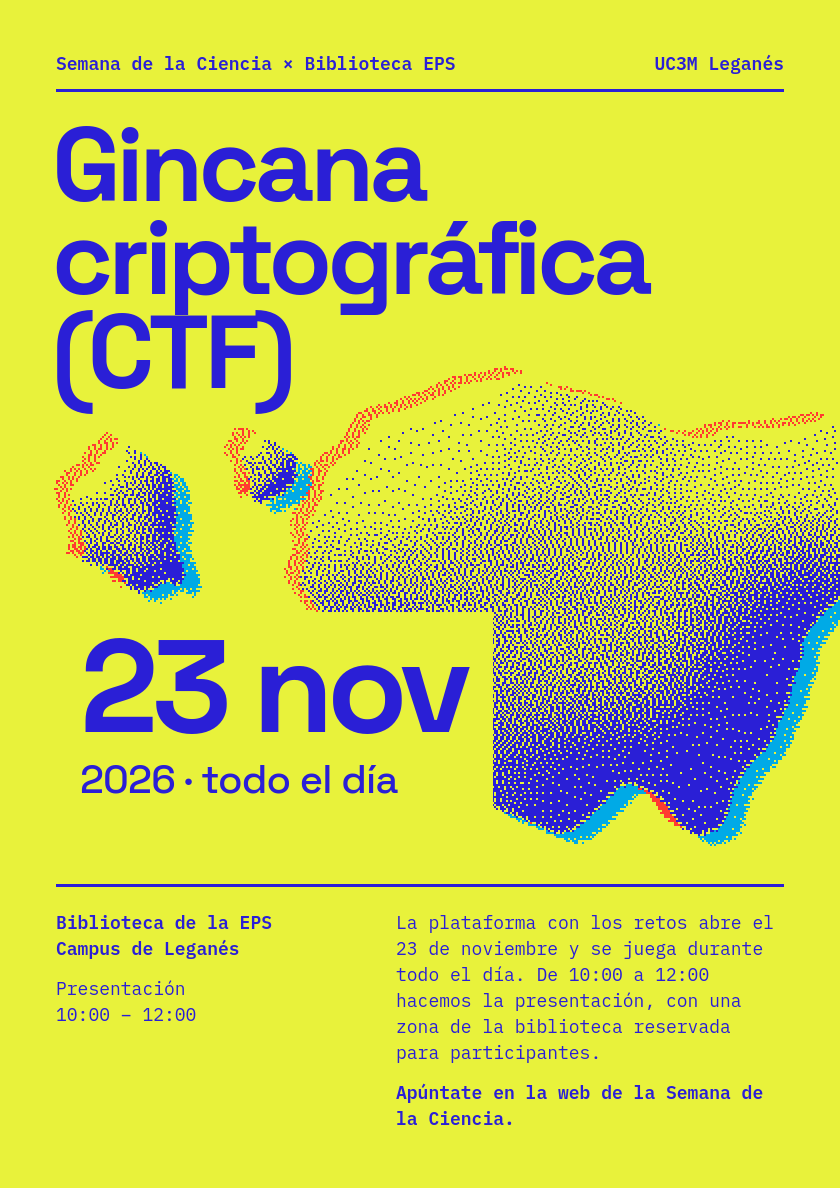 Semana de la Ciencia × Biblioteca EPS
UC3M Leganés
Gincana
criptográfica
(CTF)
23 nov
2026 · todo el día
Biblioteca de la EPS
Campus de Leganés
Presentación
10:00 – 12:00
La plataforma con los retos abre el
23 de noviembre y se juega durante
todo el día. De 10:00 a 12:00
hacemos la presentación, con una
zona de la biblioteca reservada
para participantes.
Apúntate en la web de la Semana de
la Ciencia.